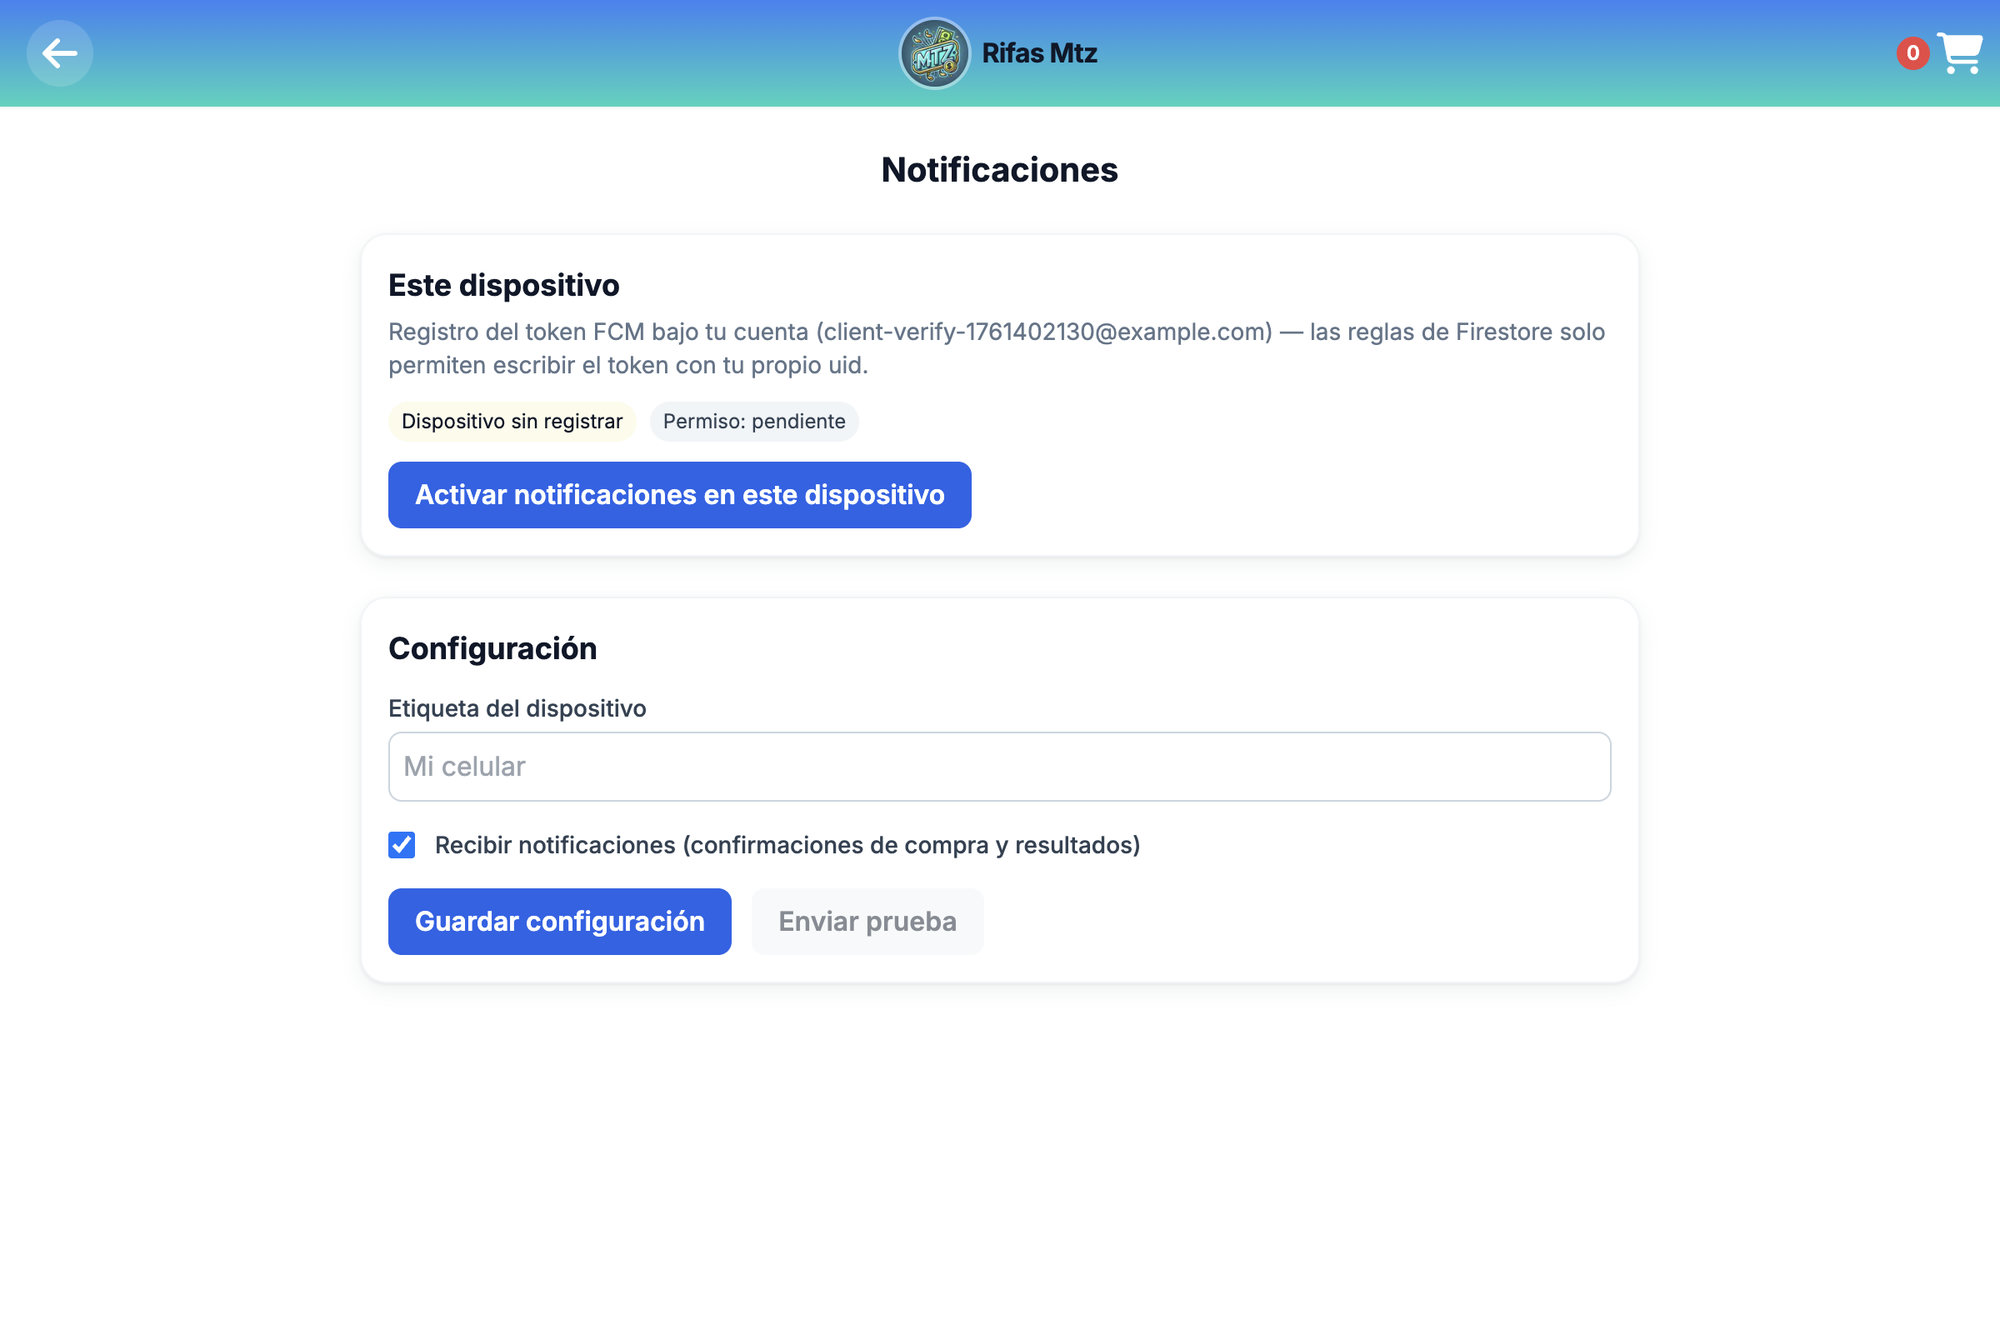 MTZ
Rifas Mtz
0
Notificaciones
Este dispositivo
Registro del token FCM bajo tu cuenta (client-verify-1761402130@example.com) — las reglas de Firestore solo
permiten escribir el token con tu propio uid.
Dispositivo sin registrar
Permiso: pendiente
Activar notificaciones en este dispositivo
Configuración
Etiqueta del dispositivo
Mi celular
Recibir notificaciones (confirmaciones de compra y resultados)
Guardar configuración
Enviar prueba